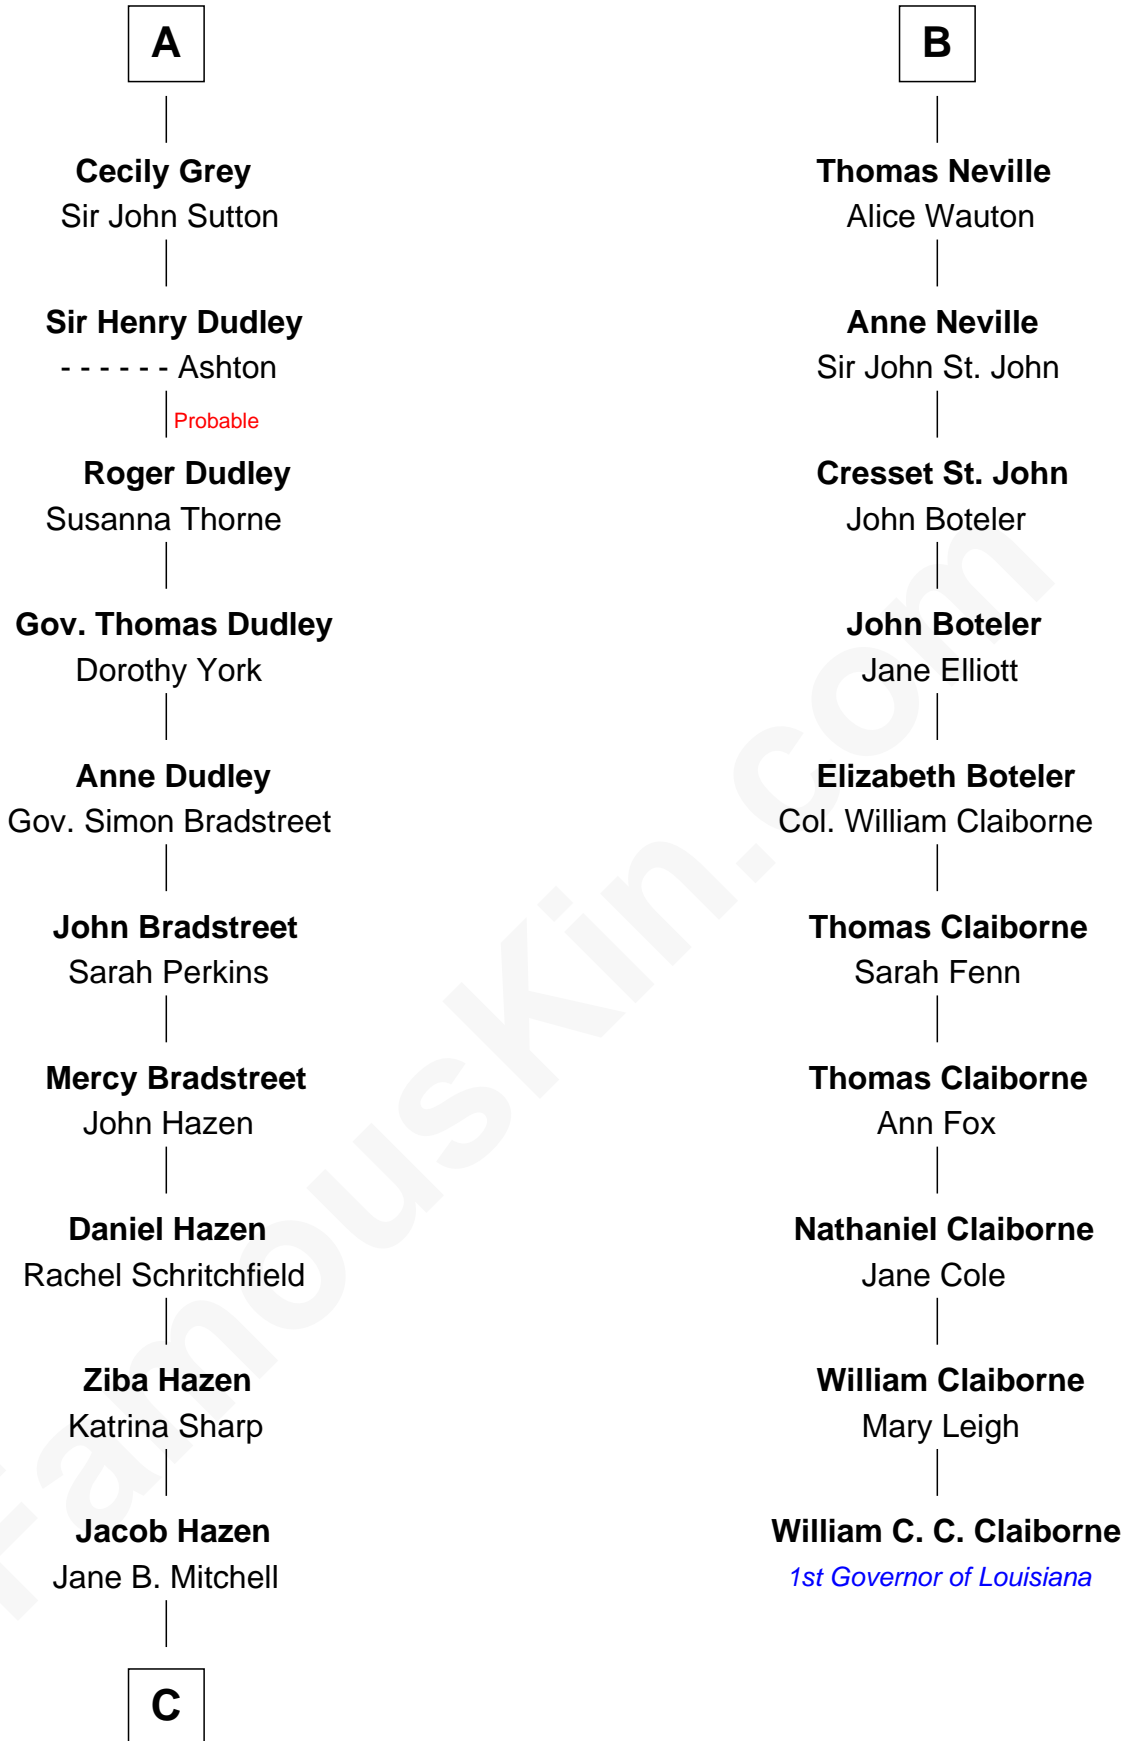 A
Cecily Grey
Sir John Sutton
Sir Henry Dudley
- - - - - - Ashton
Probable
Roger Dudley
Susanna Thorne
Gov. Thomas Dudley
Dorothy York
Anne Dudley
Gov. Simon Bradstreet
John Bradstreet
Sarah Perkins
Mercy Bradstreet
John Hazen
Daniel Hazen
Rachel Schritchfield
Ziba Hazen
Katrina Sharp
Jacob Hazen
Jane B. Mitchell
C
B
Thomas Neville
Alice Wauton
Anne Neville
Sir John St. John
Cresset St. John
John Boteler
John Boteler
Jane Elliott
Elizabeth Boteler
Col. William Claiborne
Thomas Claiborne
Sarah Fenn
Thomas Claiborne
Ann Fox
Nathaniel Claiborne
Jane Cole
William Claiborne
Mary Leigh
William C. C. Claiborne
1st Governor of Louisiana
FamousKin.com